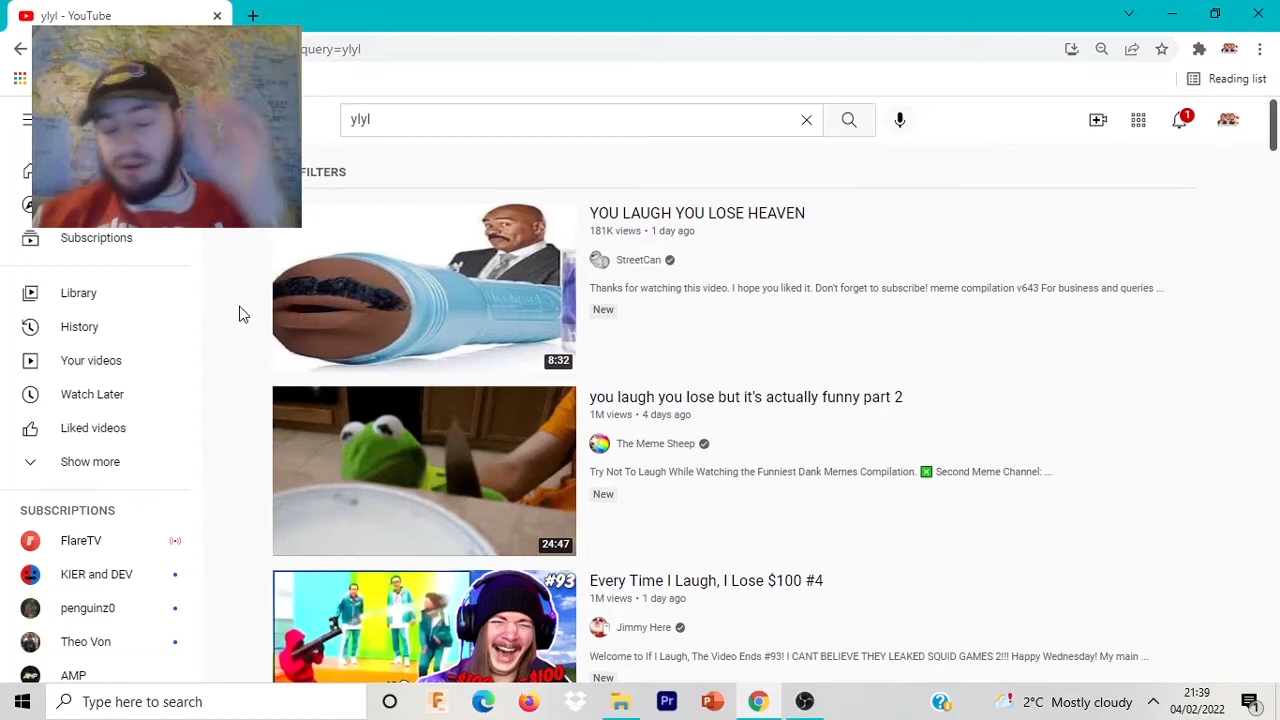 ylyl - YouTube
query=ylyl
Reading list
ylyl
1
FILTERS
YOU LAUGH YOU LOSE HEAVEN
181K views • 1 day ago
StreetCan
Thanks for watching this video. I hope you liked it. Don't forget to subscribe! meme compilation v643 For business and queries ...
New
8:32
Subscriptions
Library
History
Your videos
Watch Later
Liked videos
Show more
you laugh you lose but it's actually funny part 2
1M views • 4 days ago
The Meme Sheep
Try Not To Laugh While Watching the Funniest Dank Memes Compilation. ❎ Second Meme Channel: ...
New
24:47
SUBSCRIPTIONS
FlareTV
KIER and DEV
penguinz0
Theo Von
AMP
Every Time I Laugh, I Lose $100 #4
1M views • 1 day ago
Jimmy Here
Welcome to If I Laugh, The Video Ends #93! I CANT BELIEVE THEY LEAKED SQUID GAMES 2!!! Happy Wednesday! My main ...
New
#93
-$100
Type here to search
Pr
2°C Mostly cloudy
21:39
04/02/2022
1